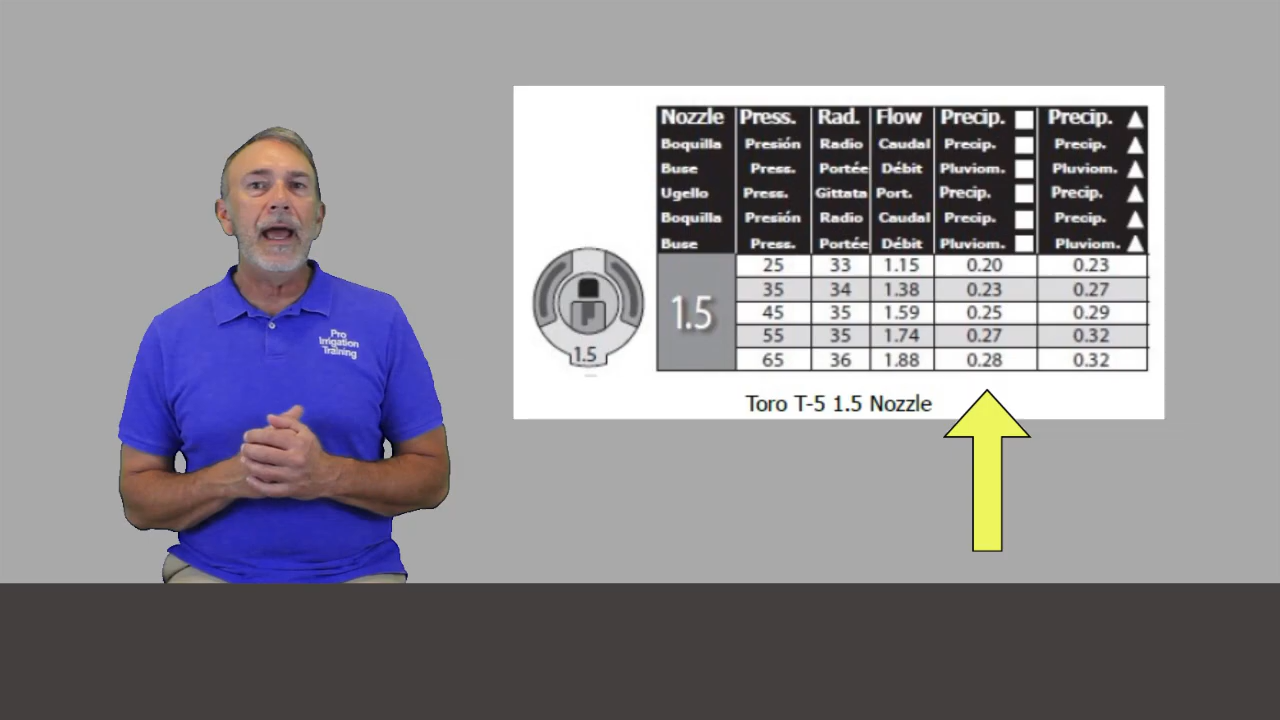 Pro
Irrigation
Training
Nozzle Press. Rad. Flow Precip. Precip.
Boquilla Presión Radio Caudal Precip. Precip.
Buse Press. Portée Débit Pluviom. Pluviom.
Ugello Press. Gittata Port. Precip. Precip.
Boquilla Presión Radio Caudal Precip. Precip.
Buse Press. Portée Débit Pluviom. Pluviom.
1.5
25 33 1.15 0.20 0.23
35 34 1.38 0.23 0.27
45 35 1.59 0.25 0.29
55 35 1.74 0.27 0.32
65 36 1.88 0.28 0.32
1.5
Toro T-5 1.5 Nozzle